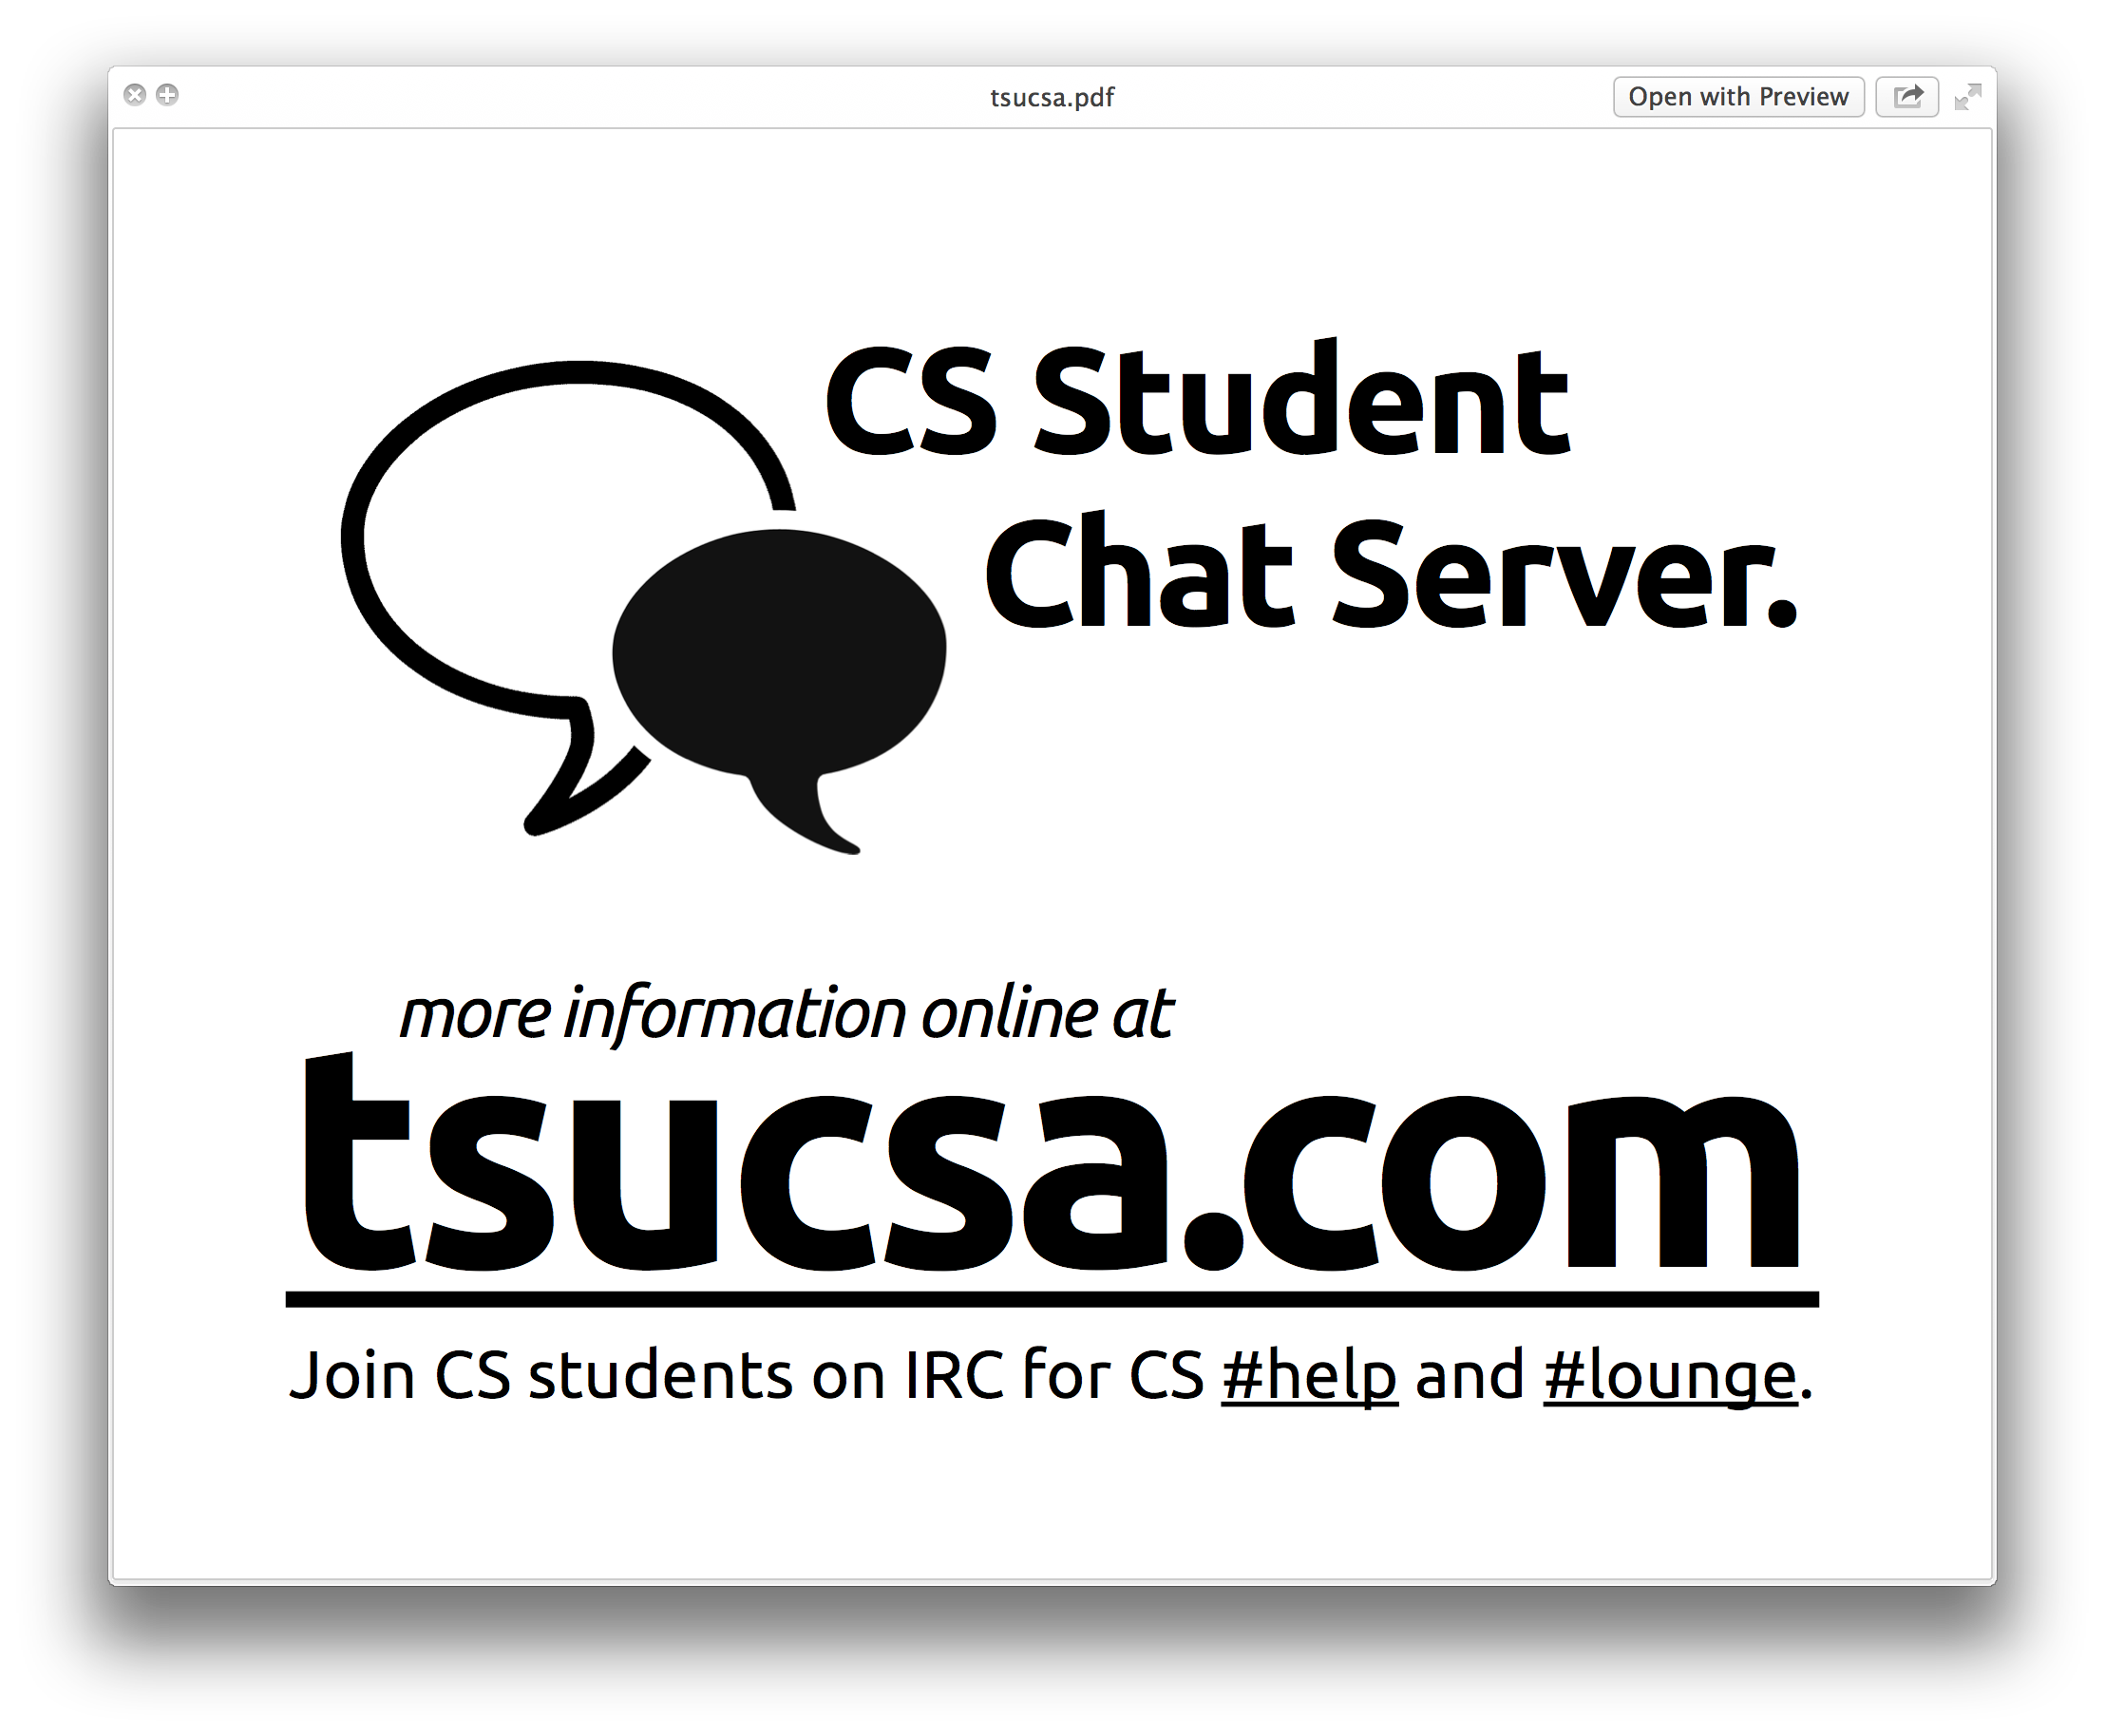 tsucsa.pdf
Open with Preview
CS Student
Chat Server.
more information online at
tsucsa.com
Join CS students on IRC for CS #help and #lounge.